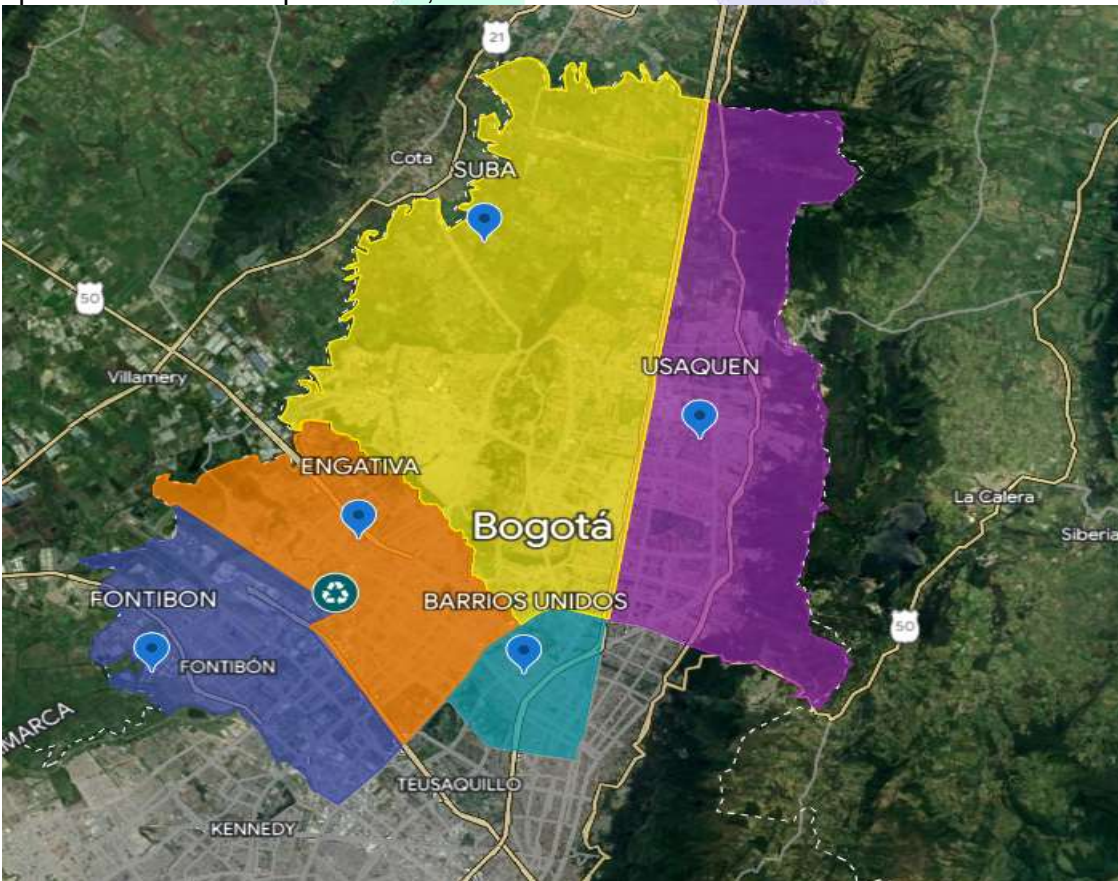 21
Cota
SUBA
50
USAQUEN
Villamery
ENGATIVA
La Calera
Bogotá
Siberia
FONTIBON
BARRIOS UNIDOS
50
FONTIBÓN
MARCA
TEUSAQUILLO
KENNEDY